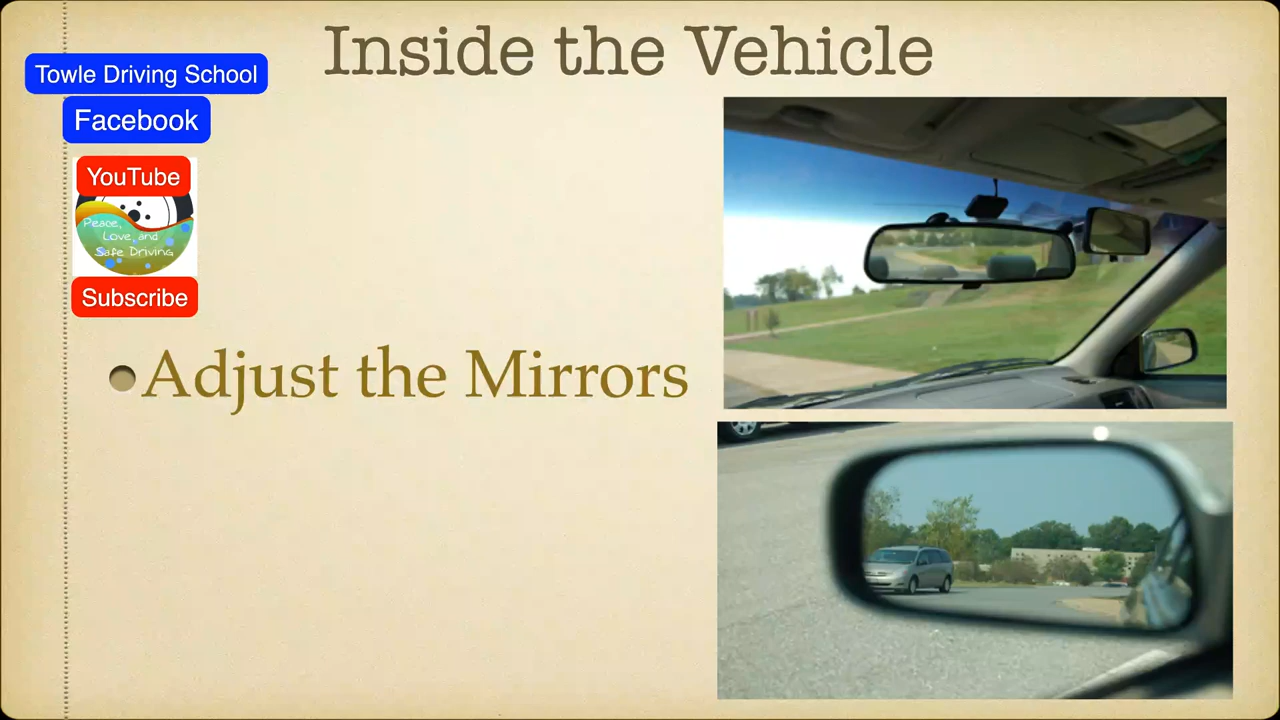 Inside the Vehicle
Towle Driving School
Facebook
YouTube
Peace,
Love, and
Safe Driving
Subscribe
Adjust the Mirrors